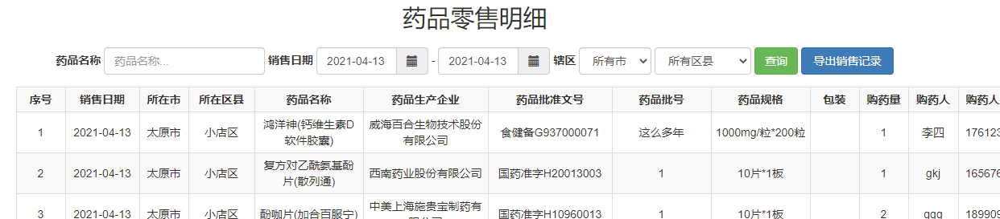 药品零售明细
药品名称 药品名称... 销售日期 2021-04-13 - 2021-04-13 辖区 所有市 所有区县 查询 导出销售记录
序号 销售日期 所在市 所在区县 药品名称 药品生产企业 药品批准文号 药品批号 药品规格 包装 购药量 购药人 购药人
1 2021-04-13 太原市 小店区 鸿洋神(钙维生素D 威海百合生物技术股份 食健备G937000071 这么多年 1000mg/粒*200粒 1 李四 176123
软件胶囊) 有限公司
2 2021-04-13 太原市 小店区 复方对乙酰氨基酚 西南药业股份有限公司 国药准字H20013003 1 10片*1板 1 gkj 165676
片(散列通)
3 2021-04-13 太原市 小店区 酚咖片(加合百服宁) 中美上海施贵宝制药有 国药准字H10960013 1 10片*1板 2 qqq 189909
限公司